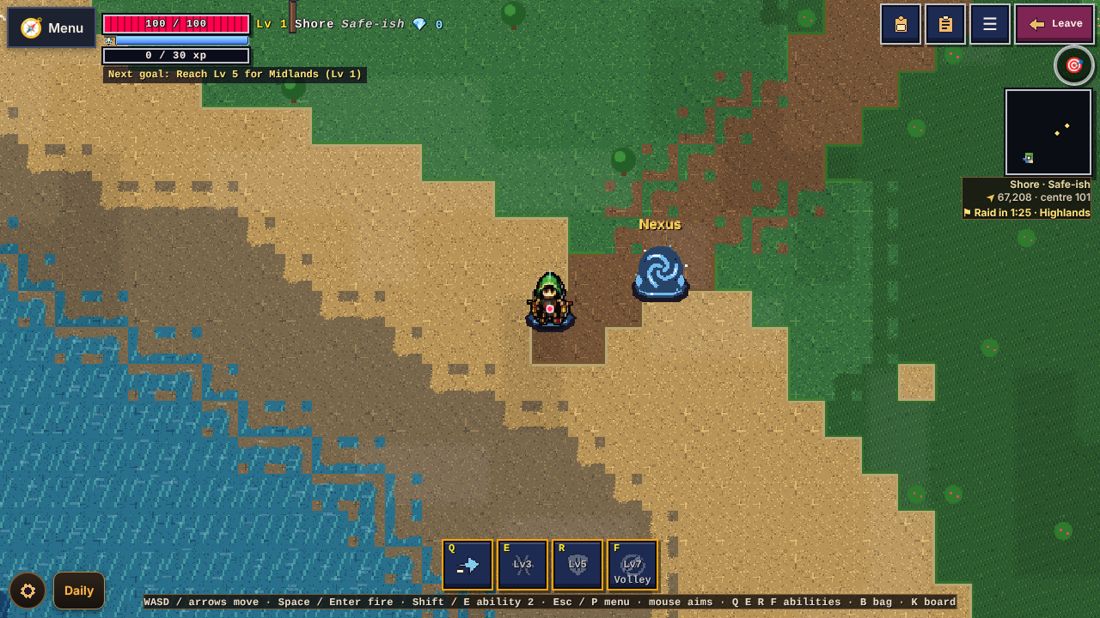 Menu
100 / 100
Lv 1 Shore Safe-ish 0
0 / 30 xp
Next goal: Reach Lv 5 for Midlands (Lv 1)
Leave
Shore · Safe-ish
67,208 · centre 101
Raid in 1:25 · Highlands
Nexus
Q
E
Lv3
R
Lv5
F
Lv7
Volley
Daily
WASD / arrows move · Space / Enter fire · Shift / E ability 2 · Esc / P menu · mouse aims · Q E R F abilities · B bag · K board